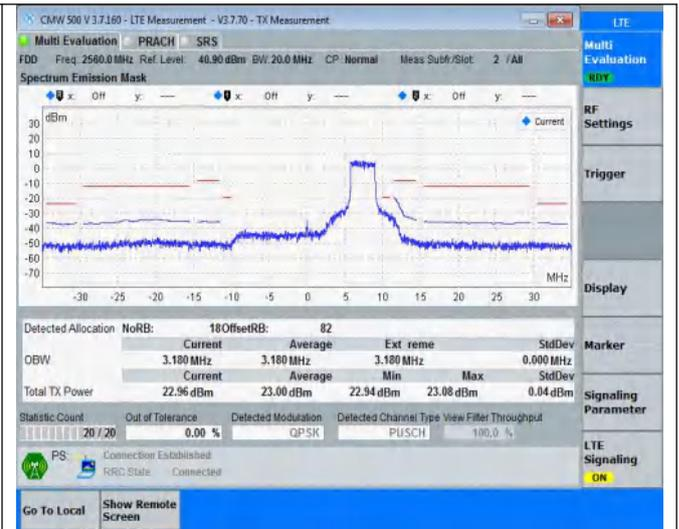 CMW 500 V 3.7.160 - LTE Measurement - V3.7.70 - TX Measurement
LTE
Multi Evaluation PRACH SRS
FDD Freq: 2560.0 MHz Ref. Level: 40.90 dBm BW: 20.0 MHz CP: Normal Meas Subfr./Slot: 2 / All
Multi Evaluation
RDY
Spectrum Emission Mask
x: Off y: --- x: Off y: --- x: Off y: ---
dBm
Current
30
20
10
0
-10
-20
-30
-40
-50
-60
-70
MHz
-30 -25 -20 -15 -10 -5 0 5 10 15 20 25 30
RF Settings
Trigger
Display
Marker
Signaling Parameter
LTE Signaling
ON
Detected Allocation NoRB: 18 OffsetRB: 82
Current Average Ext reme StdDev
OBW 3.180 MHz 3.180 MHz 3.180 MHz 0.000 MHz
Current Average Min Max StdDev
Total TX Power 22.96 dBm 23.00 dBm 22.94 dBm 23.08 dBm 0.04 dBm
Statistic Count Out of Tolerance Detected Modulation Detected Channel Type View Filter Throughput
20 / 20 0.00 % QPSK PUSCH 100.0 %
PS: Connection Established
RRC State Connected
Go To Local
Show Remote Screen